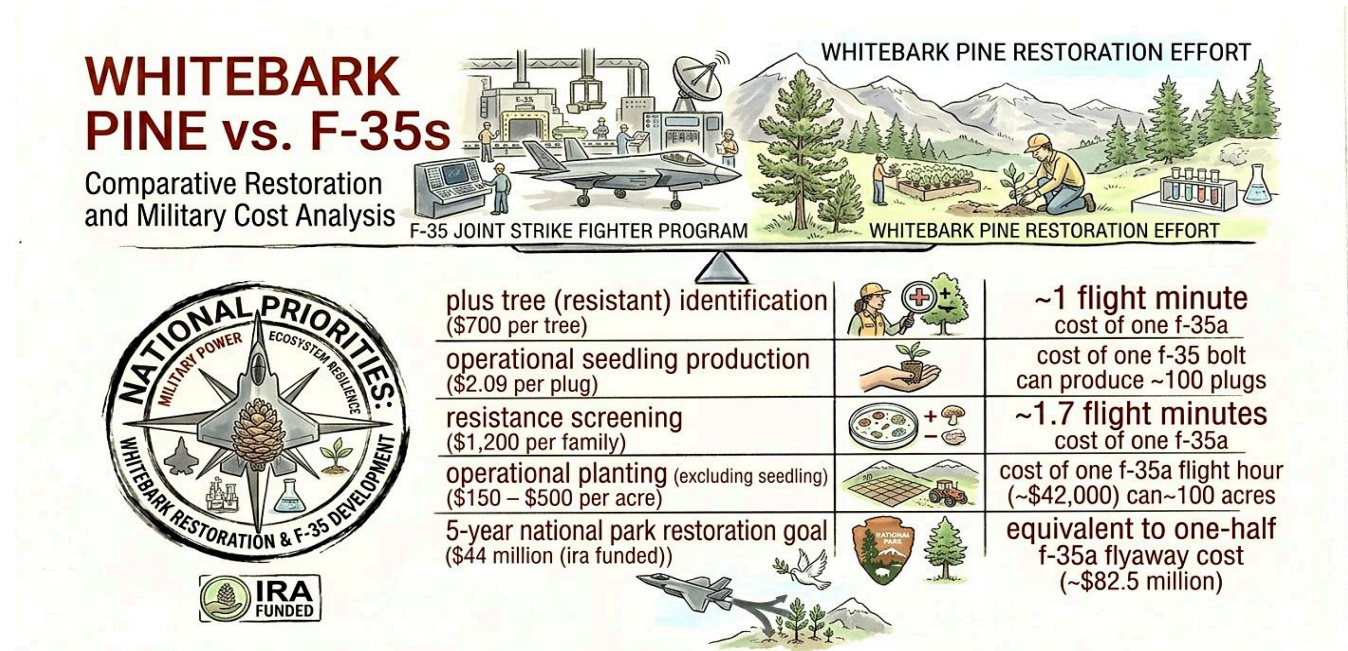 WHITEBARK
PINE vs. F-35s
Comparative Restoration
and Military Cost Analysis
F-35 JOINT STRIKE FIGHTER PROGRAM
WHITEBARK PINE RESTORATION EFFORT
WHITEBARK PINE RESTORATION EFFORT
NATIONAL PRIORITIES:
MILITARY POWER
ECOSYSTEM RESILIENCE
WHITEBARK RESTORATION & F-35 DEVELOPMENT
IRA
FUNDED
plus tree (resistant) identification
($700 per tree)
~1 flight minute
cost of one f-35a
operational seedling production
($2.09 per plug)
cost of one f-35 bolt
can produce ~100 plugs
resistance screening
($1,200 per family)
~1.7 flight minutes
cost of one f-35a
operational planting (excluding seedling)
($150 – $500 per acre)
cost of one f-35a flight hour
(~$42,000) can~100 acres
5-year national park restoration goal
($44 million (ira funded))
equivalent to one-half
f-35a flyaway cost
(~$82.5 million)